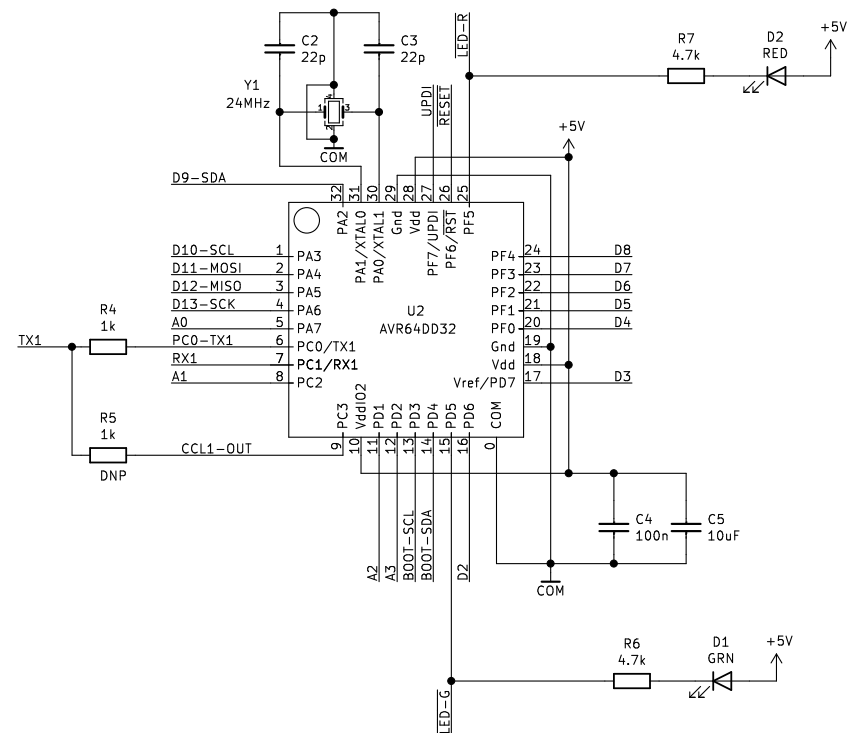 C2
22p
C3
22p
Y1
24MHz
1
2
3
4
COM
LED-R
R7
4.7k
D2
RED
+5V
UPDI
RESET
+5V
D9-SDA
32
31
30
29
28
27
26
25
PA2
PA1/XTAL0
PA0/XTAL1
Gnd
Vdd
PF7/UPDI
PF6/RST
PF5
D10-SCL 1 PA3
D11-MOSI 2 PA4
D12-MISO 3 PA5
D13-SCK 4 PA6
A0 5 PA7
PC0-TX1 6 PC0/TX1
RX1 7 PC1/RX1
A1 8 PC2
U2
AVR64DD32
PF4 24 D8
PF3 23 D7
PF2 22 D6
PF1 21 D5
PF0 20 D4
Gnd 19
Vdd 18
Vref/PD7 17 D3
TX1
R4
1k
R5
1k
DNP
CCL1-OUT
PC3
VddIO2
PD1
PD2
PD3
PD4
PD5
PD6
COM
9
10
11
12
13
14
15
16
0
A2
A3
BOOT-SCL
BOOT-SDA
D2
C4
100n
C5
10uF
COM
R6
4.7k
D1
GRN
+5V
LED-G